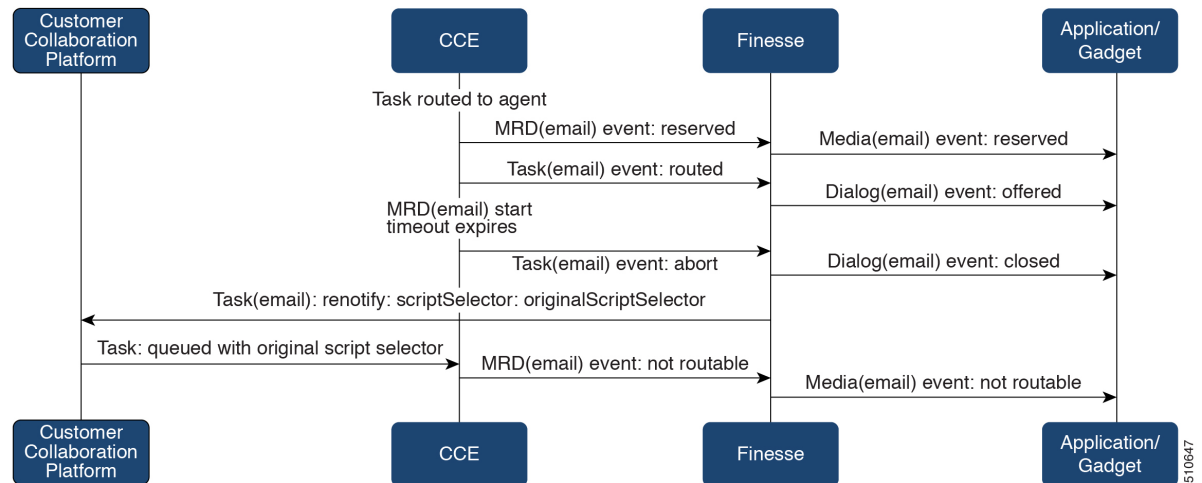 Customer
Collaboration
Platform
CCE
Finesse
Application/
Gadget
Task routed to agent
MRD(email) event: reserved
Media(email) event: reserved
Task(email) event: routed
Dialog(email) event: offered
MRD(email) start
timeout expires
Task(email) event: abort
Dialog(email) event: closed
Task(email): renotify: scriptSelector: originalScriptSelector
Task: queued with original script selector
MRD(email) event: not routable
Media(email) event: not routable
Customer
Collaboration
Platform
CCE
Finesse
Application/
Gadget
510647